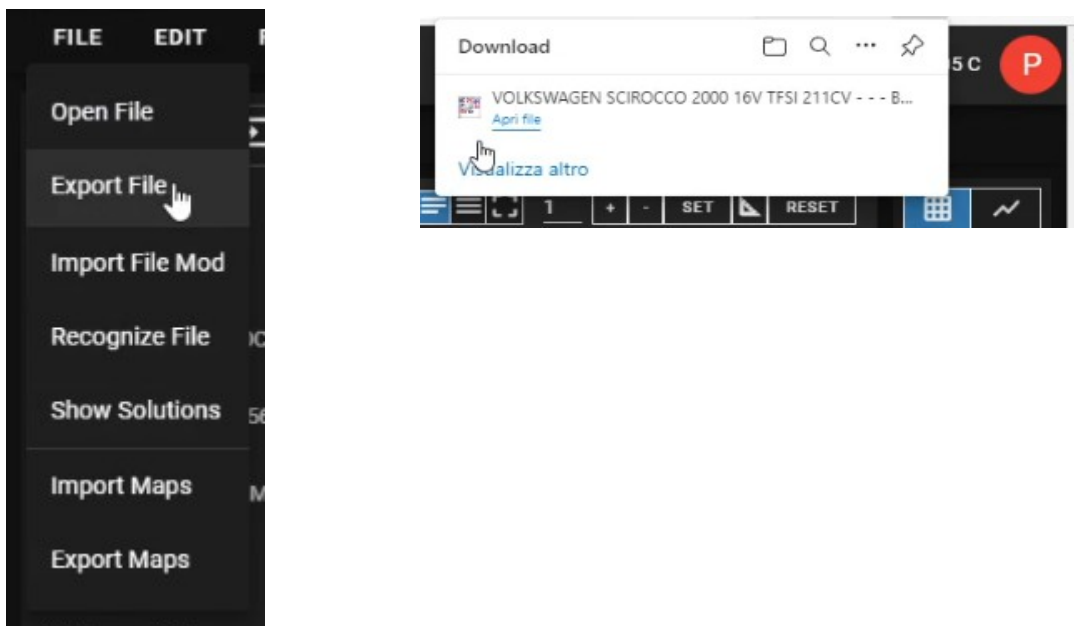 FILE EDIT
Open File
Export File
Import File Mod
Recognize File
Show Solutions
Import Maps
Export Maps
Download
5 C P
VOLKSWAGEN SCIROCCO 2000 16V TFSI 211CV - - - B...
Apri file
Visualizza altro
1 + - SET RESET